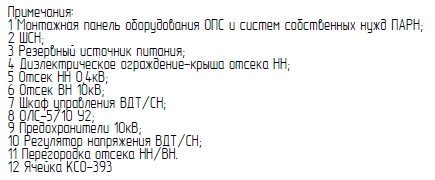 Примечания:
1 Монтажная панель оборудования ОПС и систем собственных нужд ПАРН;
2 ШСН;
3 Резервный источник питания;
4 Диэлектрическое ограждение-крыша отсека НН;
5 Отсек НН 0,4кВ;
6 Отсек ВН 10кВ;
7 Шкаф управления ВДТ/СН;
8 О/ЛС-5/10 У2;
9 Предохранители 10кВ;
10 Регулятор напряжения ВДТ/СН;
11 Перегородка отсека НН/ВН.
12 Ячейка КСО-393